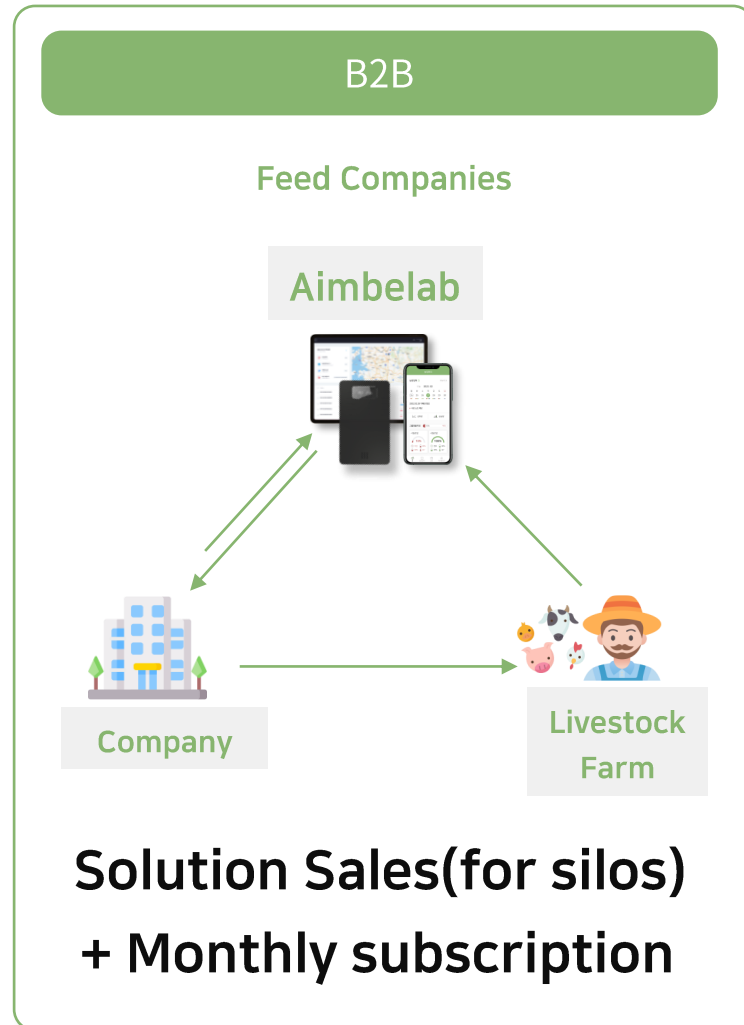 B2B
Feed Companies
Aimbelab
Company
Livestock
Farm
Solution Sales(for silos)
+ Monthly subscription